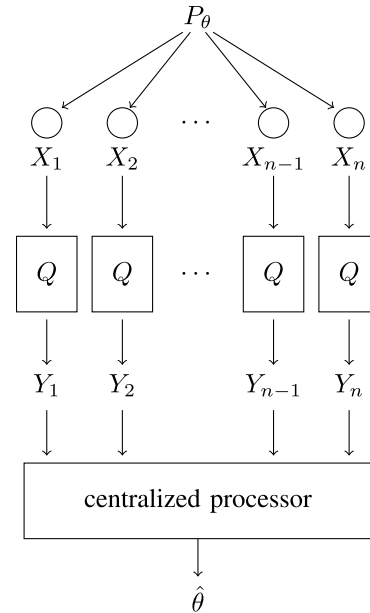 P_θ
⋯
X_1 X_2 X_{n−1} X_n
Q Q ⋯ Q Q
Y_1 Y_2 Y_{n−1} Y_n
centralized processor
θ̂